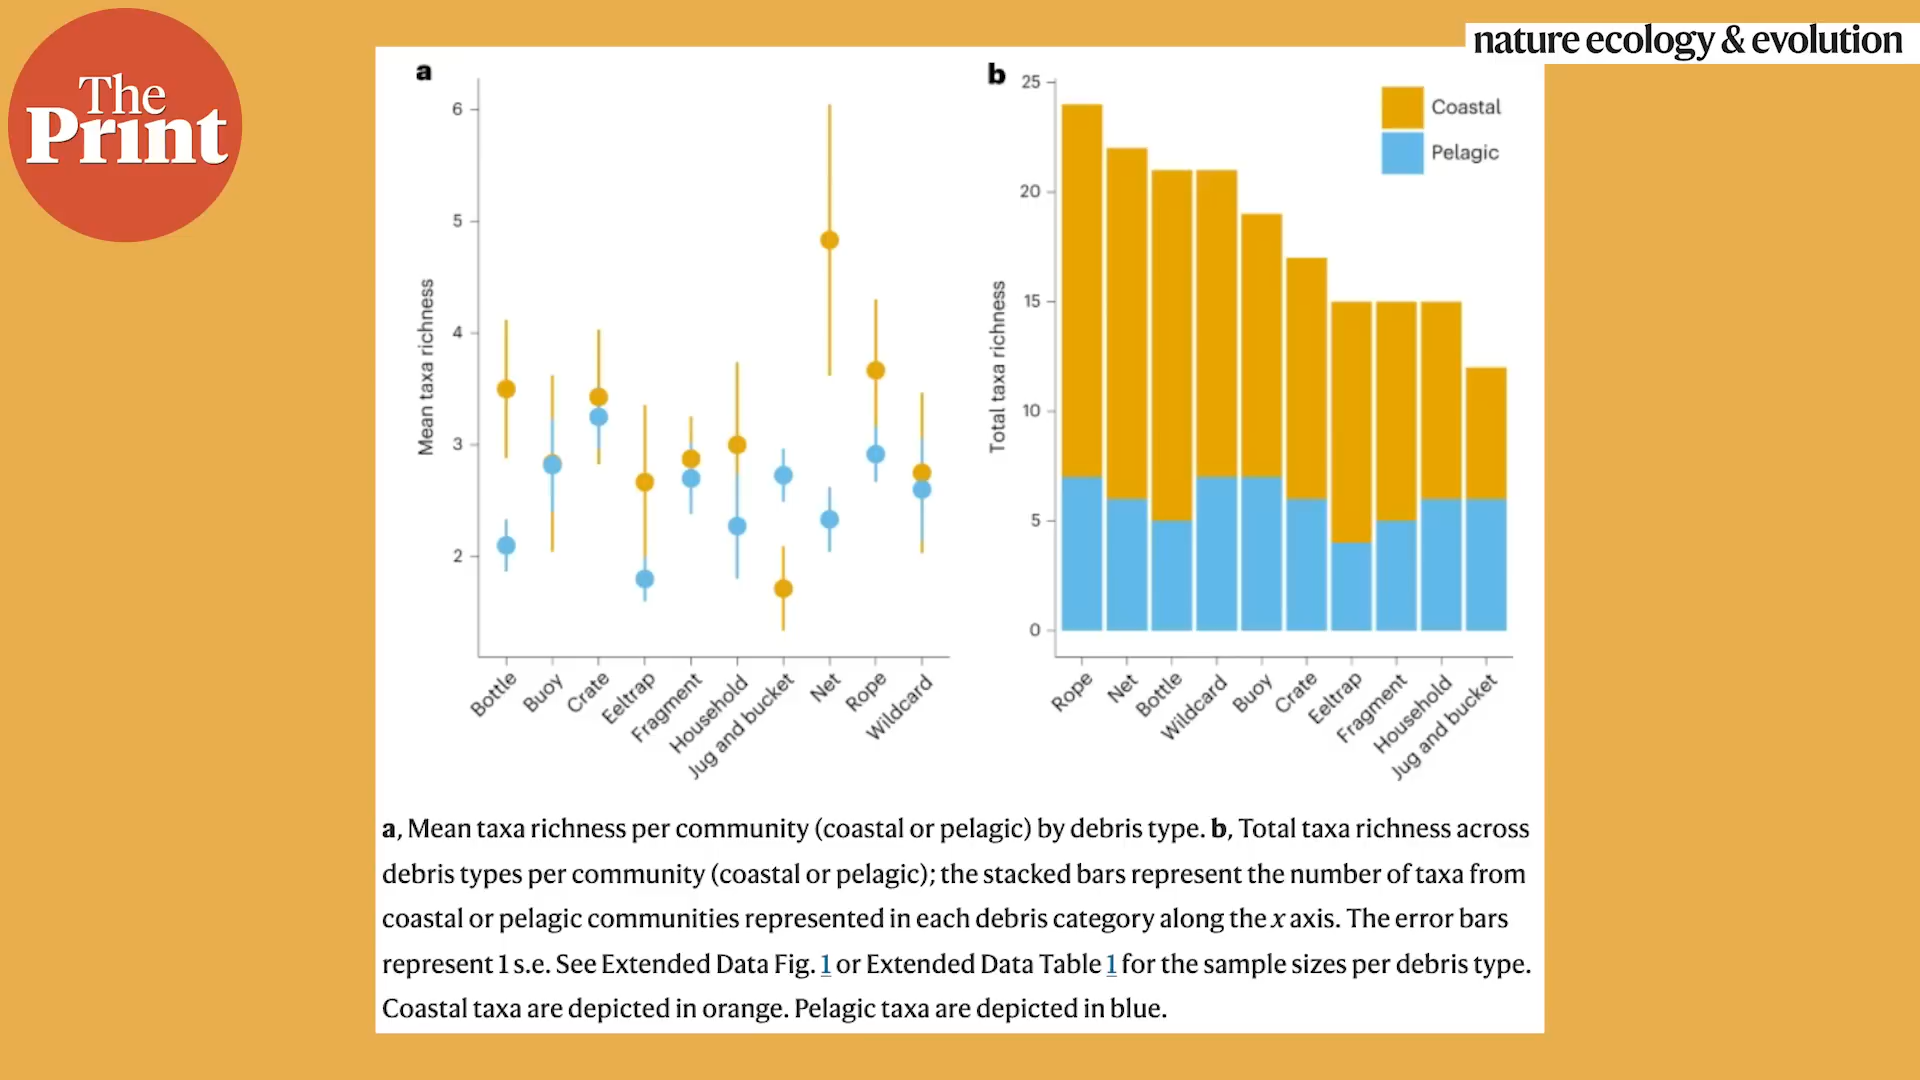 The
Print
nature ecology & evolution
a
6
5
4
3
2
Mean taxa richness
Bottle
Buoy
Crate
Eeltrap
Fragment
Household
Jug and bucket
Net
Rope
Wildcard
b
25
20
15
10
5
0
Total taxa richness
Coastal
Pelagic
Rope
Net
Bottle
Wildcard
Buoy
Crate
Eeltrap
Fragment
Household
Jug and bucket
a, Mean taxa richness per community (coastal or pelagic) by debris type. b, Total taxa richness across
debris types per community (coastal or pelagic); the stacked bars represent the number of taxa from
coastal or pelagic communities represented in each debris category along the x axis. The error bars
represent 1 s.e. See Extended Data Fig. 1 or Extended Data Table 1 for the sample sizes per debris type.
Coastal taxa are depicted in orange. Pelagic taxa are depicted in blue.